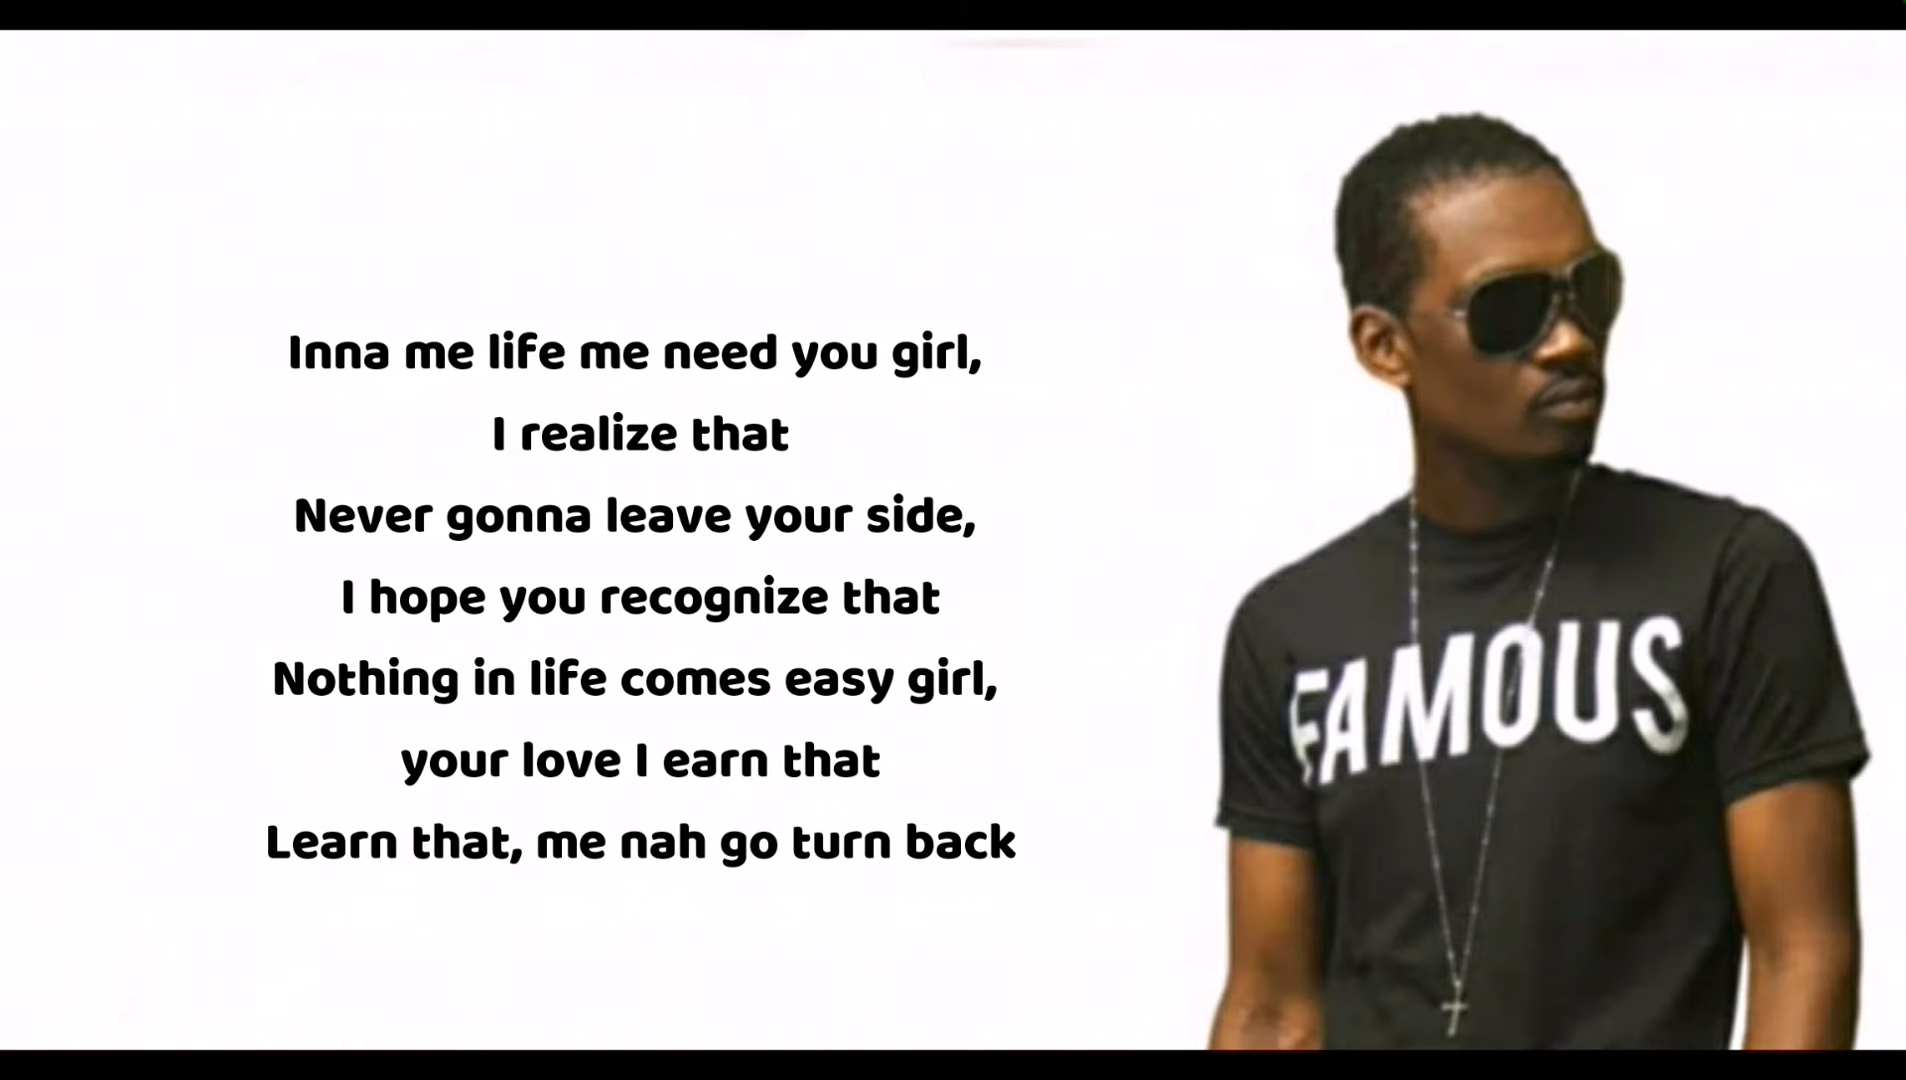 Inna me life me need you girl,
I realize that
Never gonna leave your side,
I hope you recognize that
Nothing in life comes easy girl,
your love I earn that
Learn that, me nah go turn back
FAMOUS